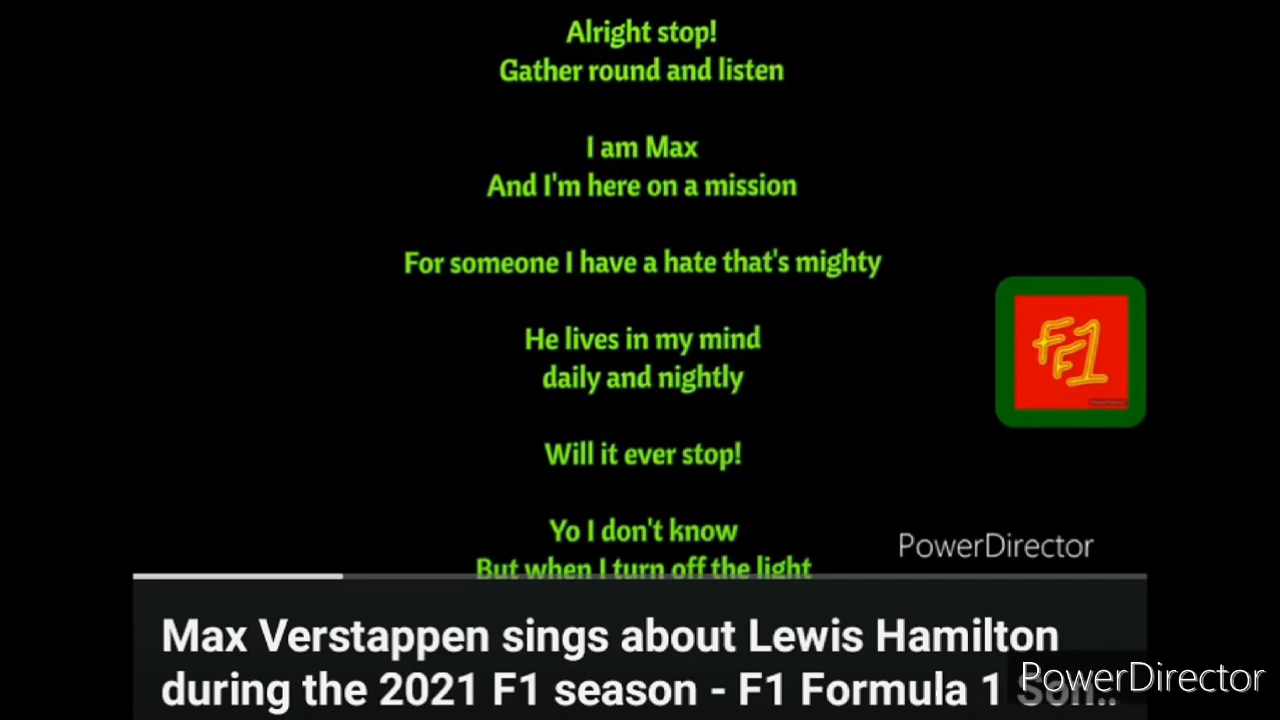 Alright stop!
Gather round and listen
I am Max
And I'm here on a mission
For someone I have a hate that's mighty
He lives in my mind
daily and nightly
Will it ever stop!
Yo I don't know
But when I turn off the light
FF1
PowerDirector
Max Verstappen sings about Lewis Hamilton
during the 2021 F1 season - F1 Formula 1 Son..
PowerDirector